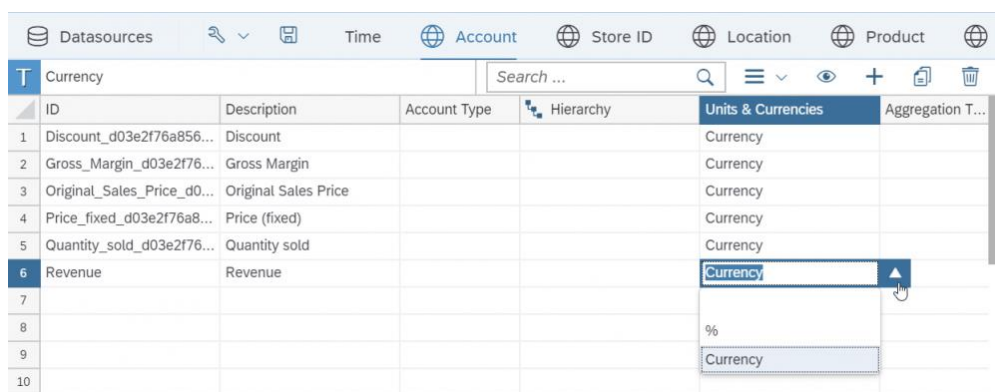 Datasources Time Account Store ID Location Product
T Currency Search ...
ID Description Account Type Hierarchy Units & Currencies Aggregation T...
1 Discount_d03e2f76a856... Discount Currency
2 Gross_Margin_d03e2f76... Gross Margin Currency
3 Original_Sales_Price_d0... Original Sales Price Currency
4 Price_fixed_d03e2f76a8... Price (fixed) Currency
5 Quantity_sold_d03e2f76... Quantity sold Currency
6 Revenue Revenue Currency
7
8 %
9 Currency
10